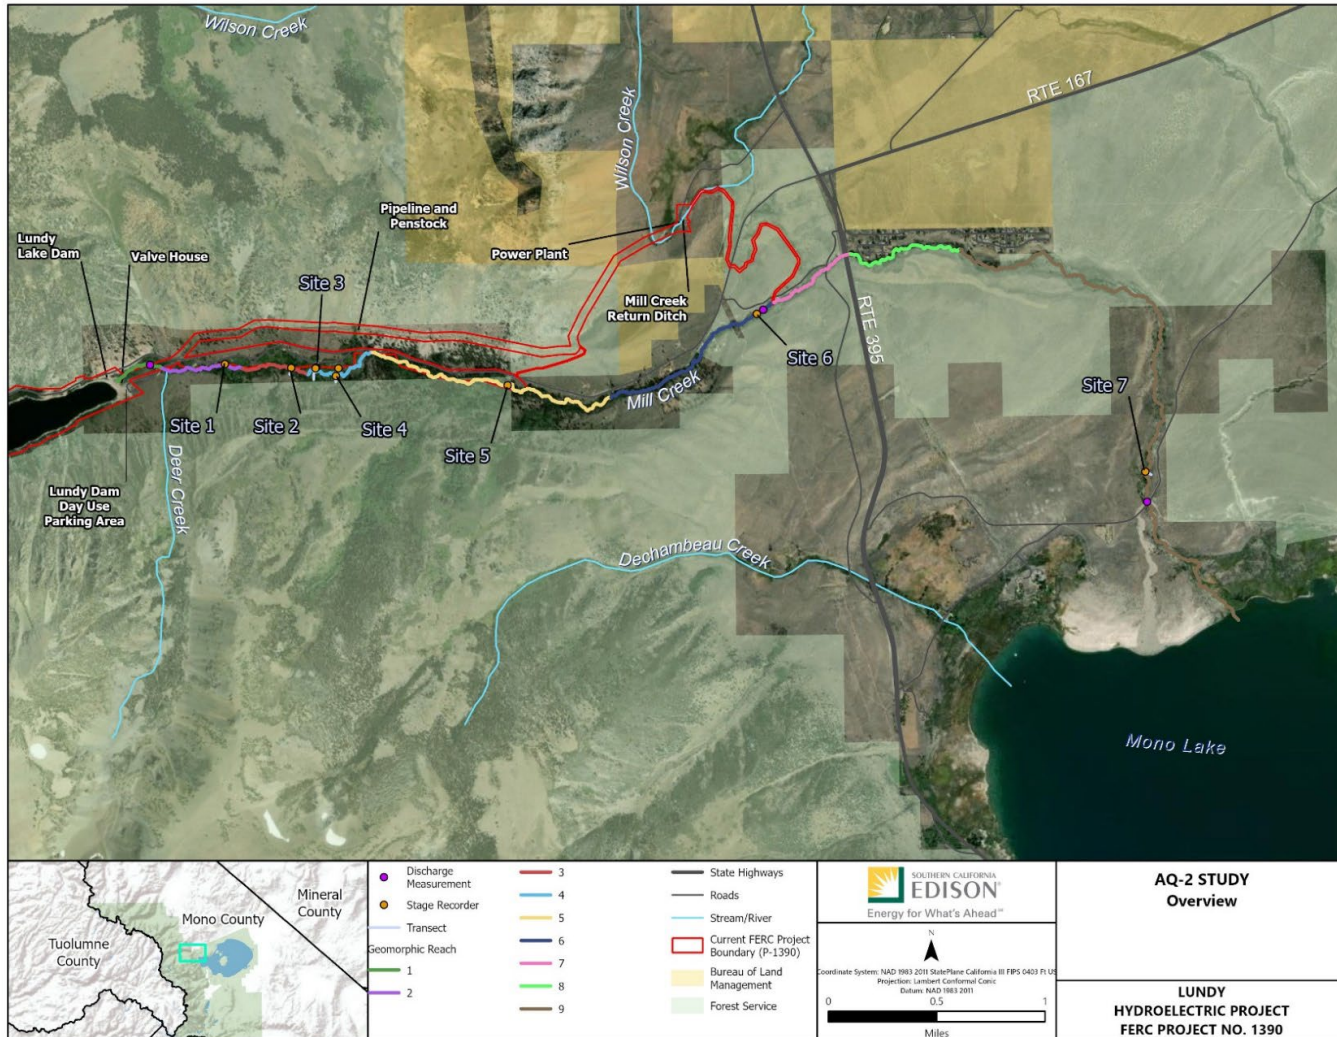 Wilson Creek
Wilson Creek
RTE 167
Pipeline and
Penstock
Lundy
Lake Dam
Valve House
Power Plant
Site 3
Mill Creek
Return Ditch
RTE 395
Site 6
Site 7
Site 1
Site 2
Site 4
Mill Creek
Site 5
Deer Creek
Lundy Dam
Day Use
Parking Area
Dechambeau Creek
Mono Lake
Mineral
County
Mono County
Tuolumne
County
Discharge
Measurement
Stage Recorder
Transect
Geomorphic Reach
1
2
3
4
5
6
7
8
9
State Highways
Roads
Stream/River
Current FERC Project
Boundary (P-1390)
Bureau of Land
Management
Forest Service
SOUTHERN CALIFORNIA
EDISON®
Energy for What's Ahead℠
N
Coordinate System: NAD 1983 2011 StatePlane California III FIPS 0403 Ft US
Projection: Lambert Conformal Conic
Datum: NAD 1983 2011
0 0.5 1
Miles
AQ-2 STUDY
Overview
LUNDY
HYDROELECTRIC PROJECT
FERC PROJECT NO. 1390